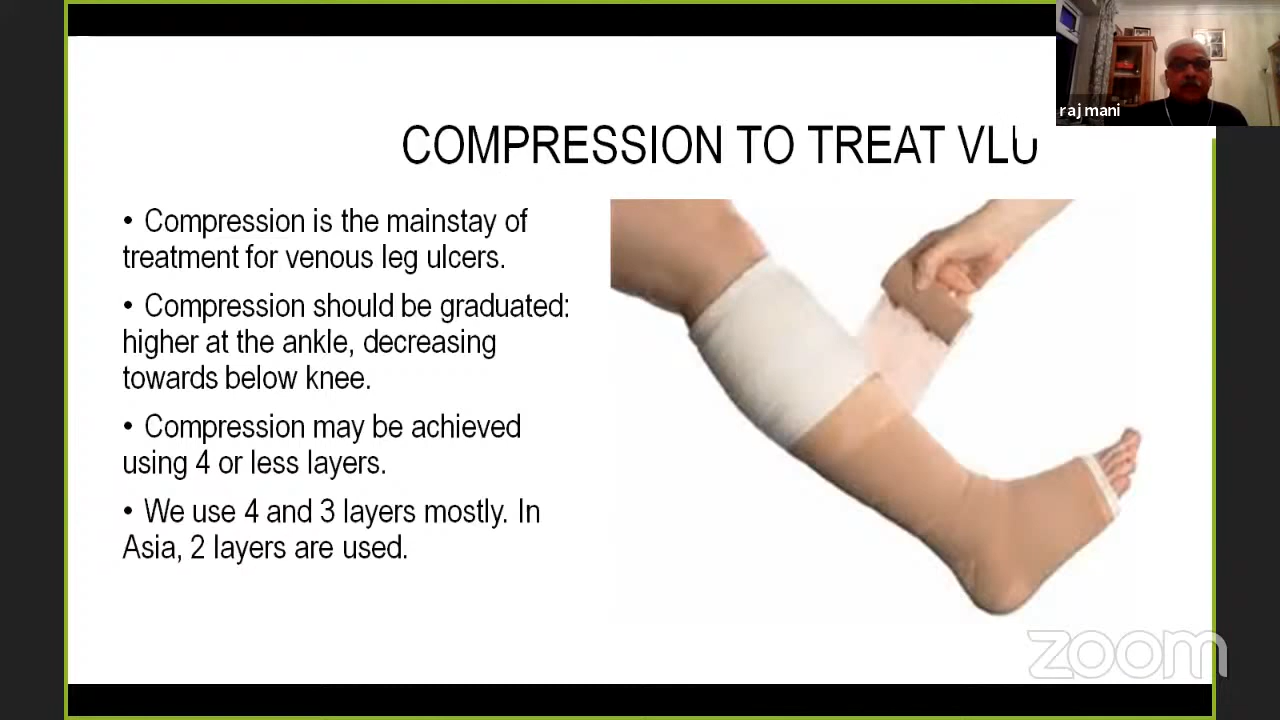 raj mani
COMPRESSION TO TREAT VLU
• Compression is the mainstay of
treatment for venous leg ulcers.
• Compression should be graduated:
higher at the ankle, decreasing
towards below knee.
• Compression may be achieved
using 4 or less layers.
• We use 4 and 3 layers mostly. In
Asia, 2 layers are used.
zoom